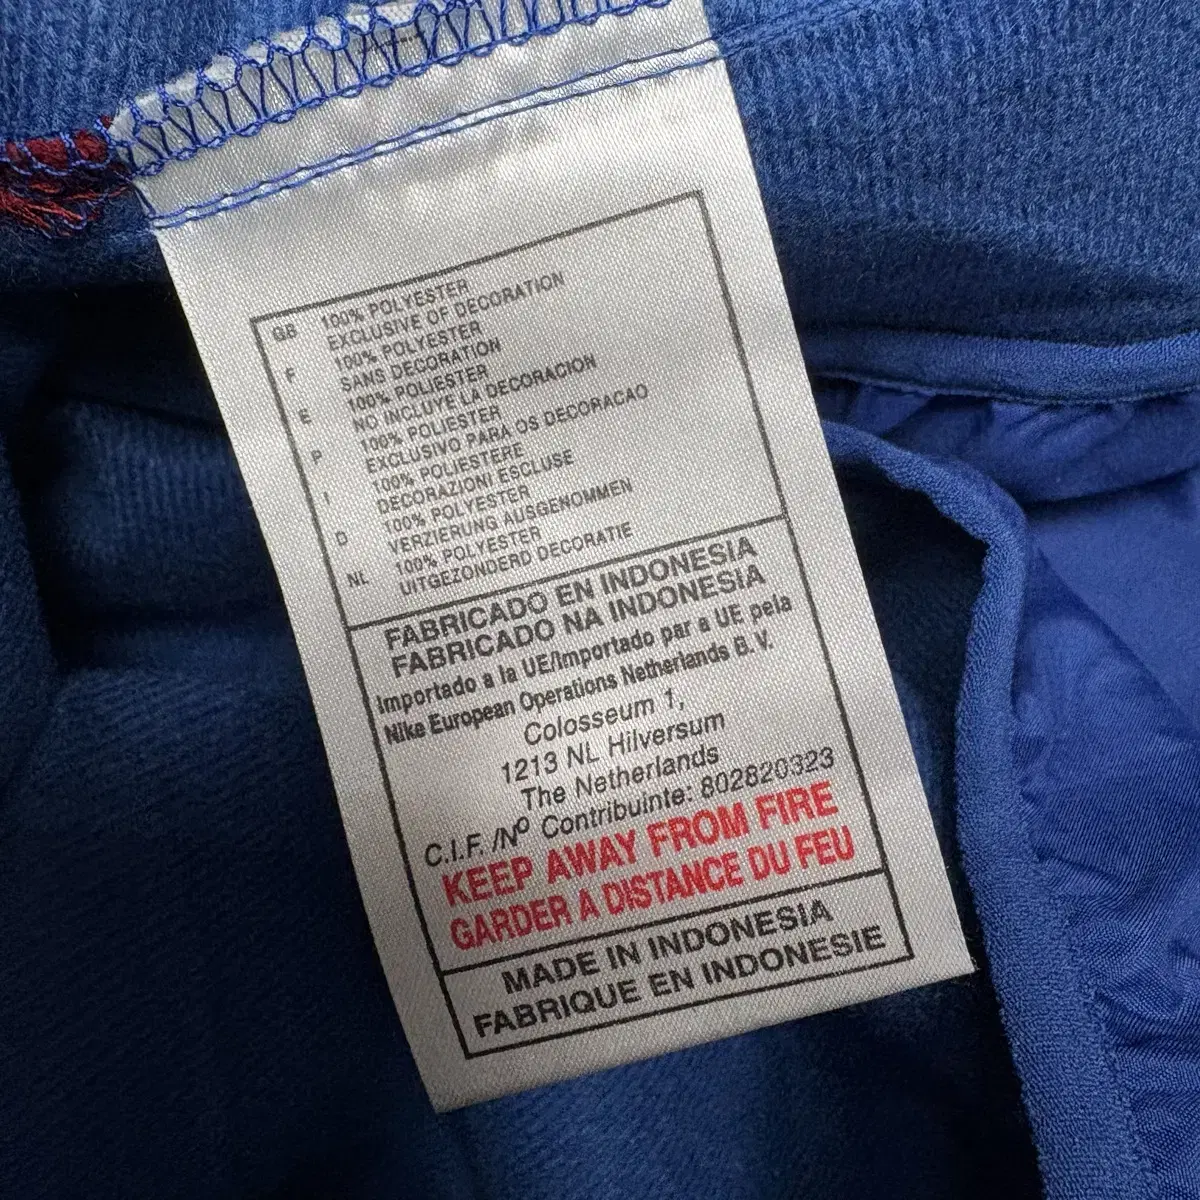 GB 100% POLYESTER
EXCLUSIVE OF DECORATION
F 100% POLYESTER
SANS DECORATION
E 100% POLIESTER
NO INCLUYE LA DECORACION
P 100% POLIESTER
EXCLUSIVO PARA OS DECORACAO
I 100% POLIESTERE
DECORAZIONI ESCLUSE
D 100% POLYESTER
VERZIERUNG AUSGENOMMEN
NL 100% POLYESTER
UITGEZONDERD DECORATIE
FABRICADO EN INDONESIA
FABRICADO NA INDONESIA
Importado a la UE/Importado par a UE pela
Nike European Operations Netherlands B.V.
Colosseum 1,
1213 NL Hilversum
The Netherlands
C.I.F. /Nº Contribuinte: 802820323
KEEP AWAY FROM FIRE
GARDER A DISTANCE DU FEU
MADE IN INDONESIA
FABRIQUE EN INDONESIE